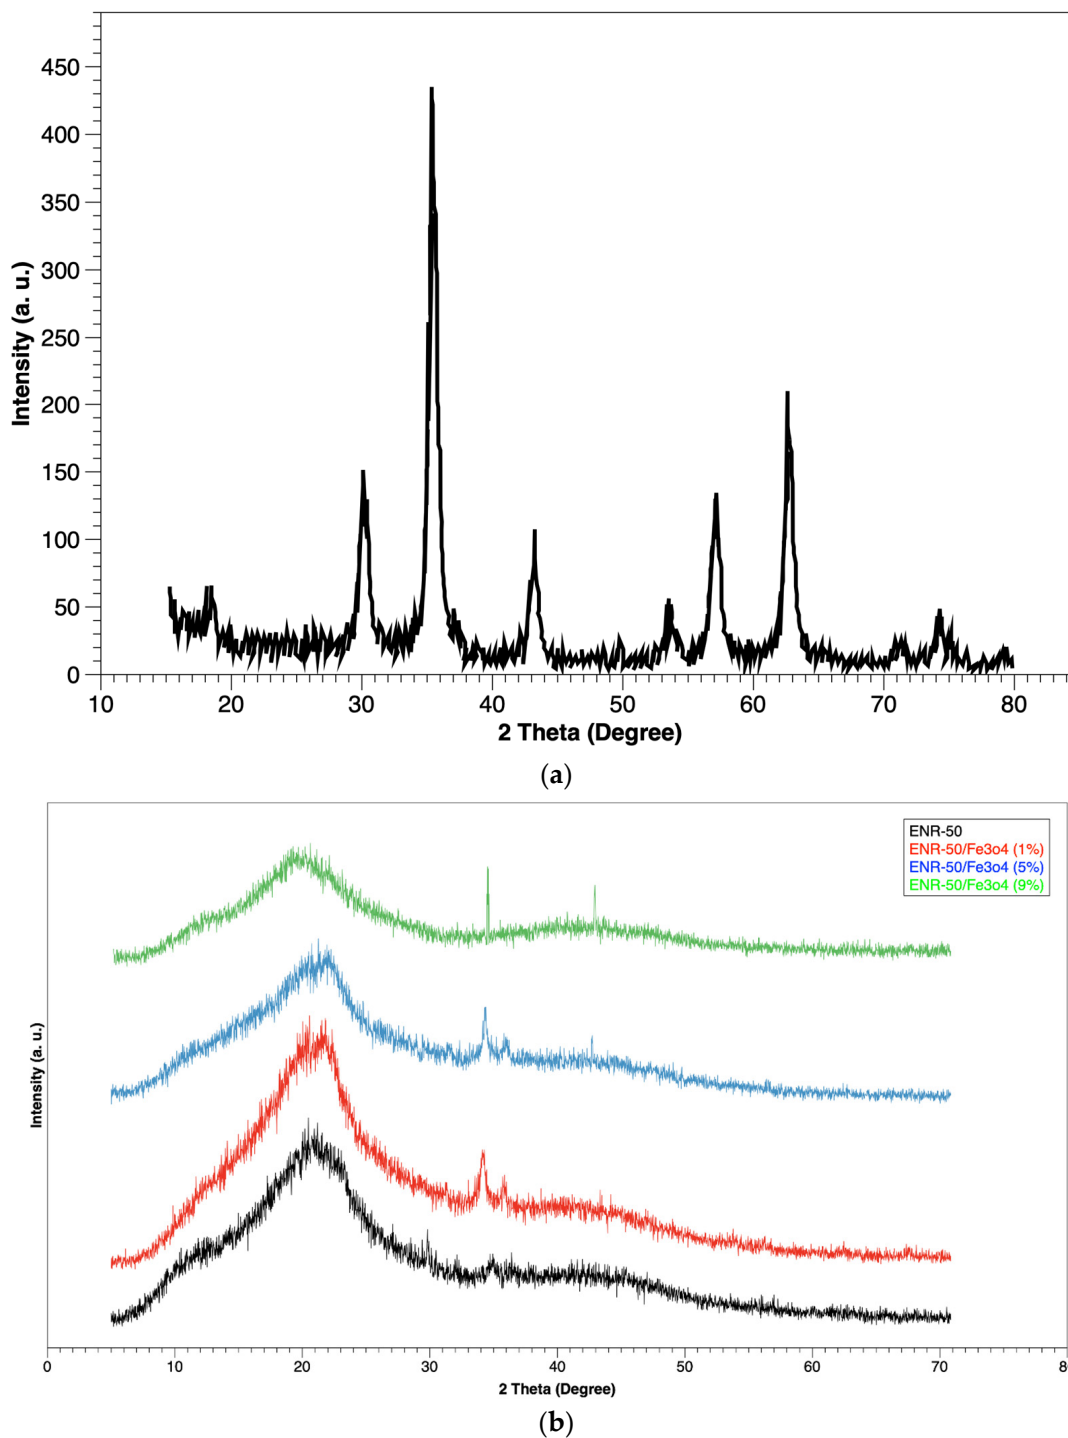 450
400
350
300
250
200
150
100
50
0
Intensity (a. u.)
10 20 30 40 50 60 70 80
2 Theta (Degree)
(a)
ENR-50
ENR-50/Fe3o4 (1%)
ENR-50/Fe3o4 (5%)
ENR-50/Fe3o4 (9%)
Intensity (a. u.)
0 10 20 30 40 50 60 70 80
2 Theta (Degree)
(b)